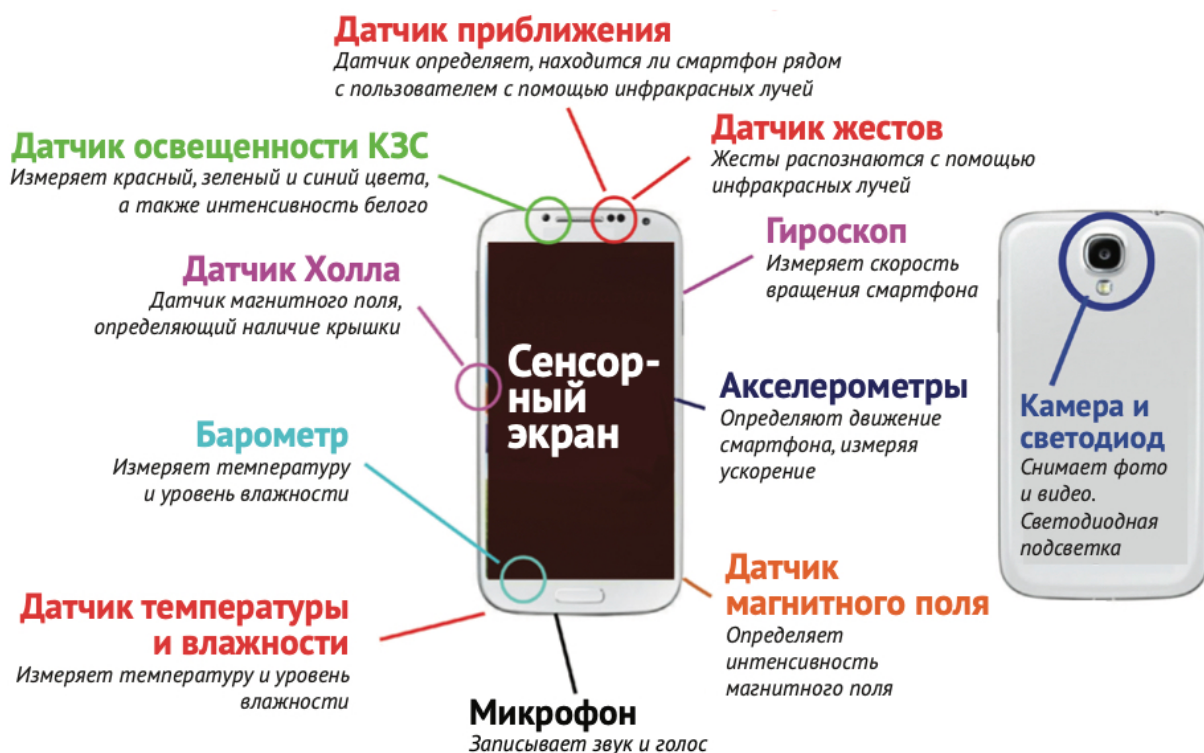 Датчик приближения
Датчик определяет, находится ли смартфон рядом
с пользователем с помощью инфракрасных лучей
Датчик освещенности КЗС
Измеряет красный, зеленый и синий цвета,
а также интенсивность белого
Датчик жестов
Жесты распознаются с помощью
инфракрасных лучей
Датчик Холла
Датчик магнитного поля,
определяющий наличие крышки
Гироскоп
Измеряет скорость
вращения смартфона
Сенсор-
ный
экран
Барометр
Измеряет температуру
и уровень влажности
Акселерометры
Определяют движение
смартфона, измеряя
ускорение
Камера и
светодиод
Снимает фото
и видео.
Светодиодная
подсветка
Датчик температуры
и влажности
Измеряет температуру и уровень
влажности
Датчик
магнитного поля
Определяет
интенсивность
магнитного поля
Микрофон
Записывает звук и голос